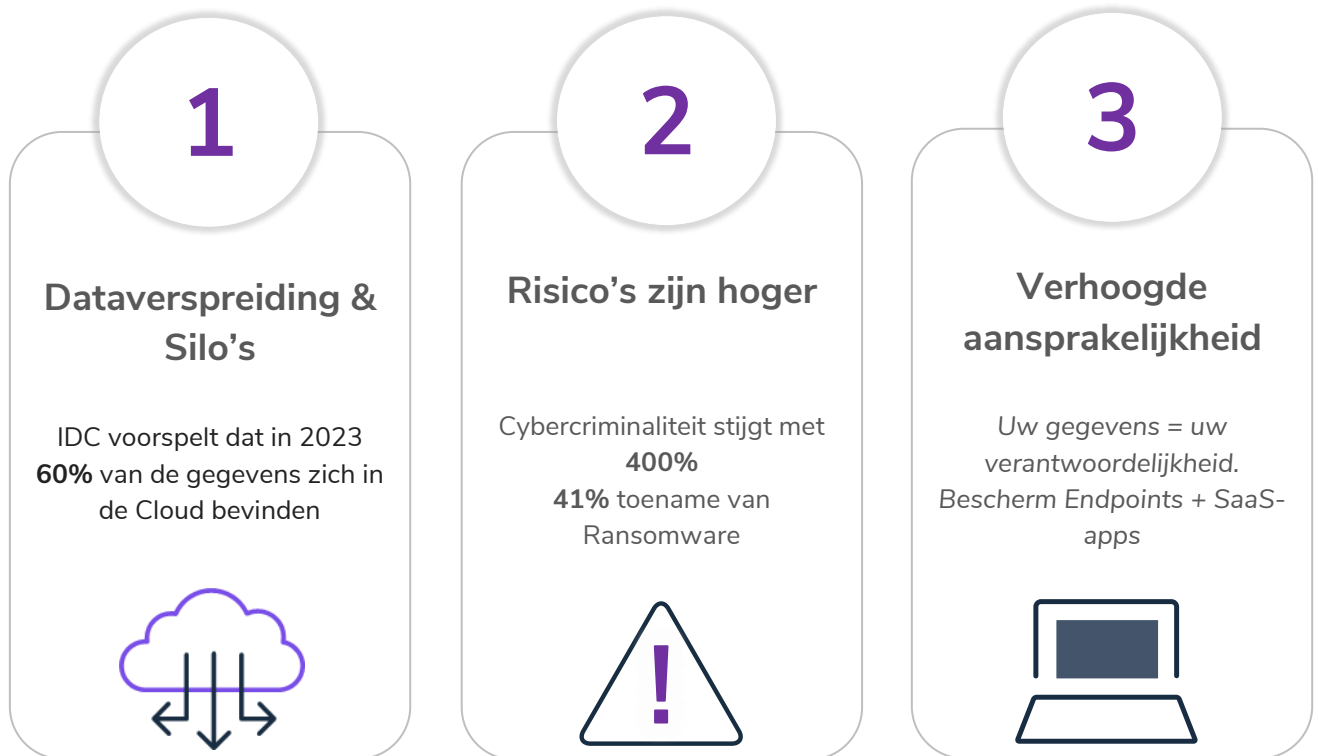 1
Dataverspreiding &
Silo’s
IDC voorspelt dat in 2023
60% van de gegevens zich in
de Cloud bevinden
2
Risico’s zijn hoger
Cybercriminaliteit stijgt met
400%
41% toename van
Ransomware
!
3
Verhoogde
aansprakelijkheid
Uw gegevens = uw
verantwoordelijkheid.
Bescherm Endpoints + SaaS-
apps